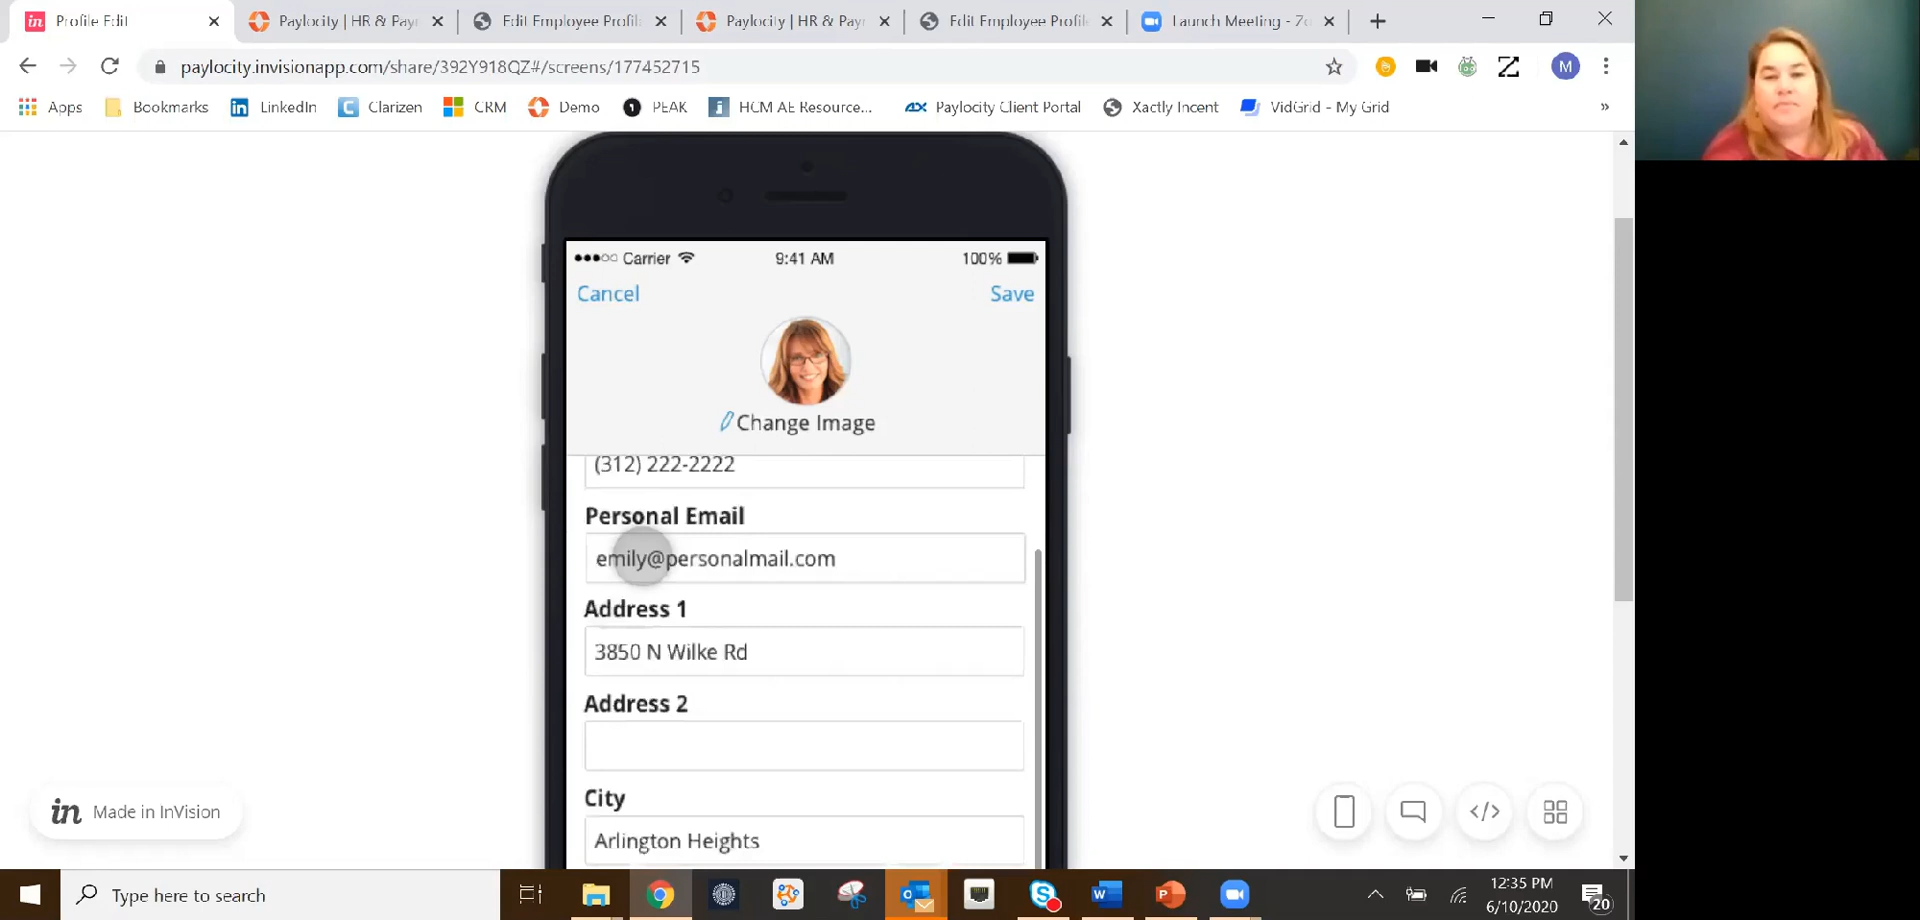 Profile Edit
Paylocity | HR & Payr
Edit Employee Profil
Paylocity | HR & Payr
Edit Employee Profil
Launch Meeting - Zo
paylocity.invisionapp.com/share/392Y918QZ#/screens/177452715
M
Apps
Bookmarks
LinkedIn
Clarizen
CRM
Demo
PEAK
HCM AE Resource...
Paylocity Client Portal
Xactly Incent
VidGrid - My Grid
»
Carrier
9:41 AM
100%
Cancel
Save
Change Image
(312) 222-2222
Personal Email
emily@personalmail.com
Address 1
3850 N Wilke Rd
Address 2
City
Arlington Heights
in Made in InVision
</>
Type here to search
12:35 PM
6/10/2020
20